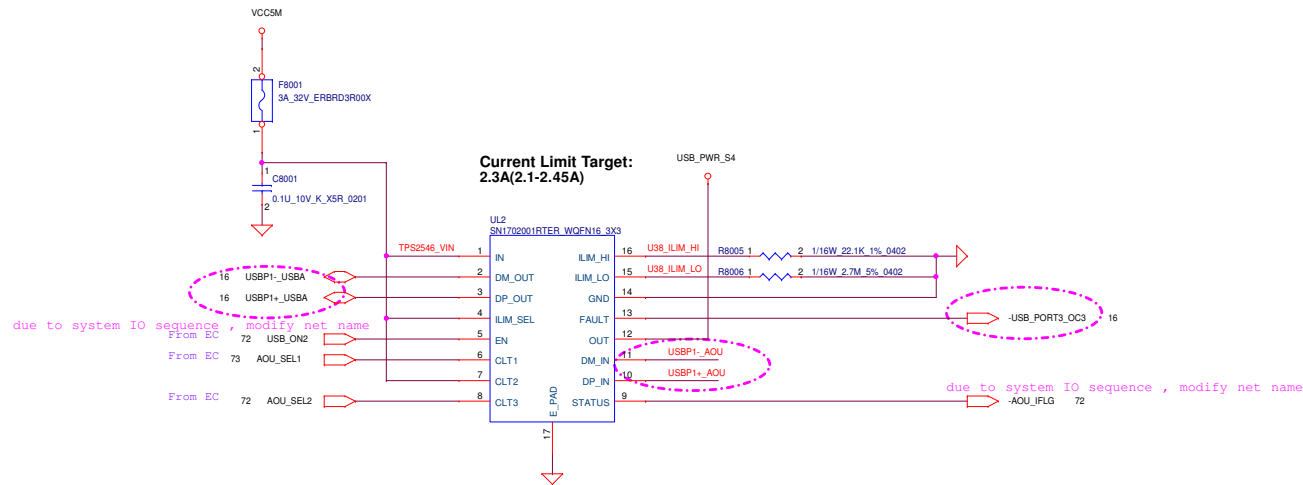 VCC5M
2
F8001
3A_32V_ERBRD3R00X
1
1
C8001
0.1U_10V_K_X5R_0201
2
Current Limit Target:
2.3A(2.1-2.45A)
USB_PWR_S4
UL2
SN1702001RTER_WQFN16_3X3
TPS2546_VIN 1 IN ILIM_HI 16 U38_ILIM_HI R8005 1 2 1/16W_22.1K_1%_0402
16 USBP1-_USBA 2 DM_OUT ILIM_LO 15 U38_ILIM_LO R8006 1 2 1/16W_2.7M_5%_0402
16 USBP1+_USBA 3 DP_OUT GND 14
4 ILIM_SEL FAULT 13 -USB_PORT3_OC3 16
due to system IO sequence , modify net name
From EC 72 USB_ON2 5 EN OUT 12
From EC 73 AOU_SEL1 6 CLT1 DM_IN 11 USBP1-_AOU
7 CLT2 DP_IN 10 USBP1+_AOU
due to system IO sequence , modify net name
From EC 72 AOU_SEL2 8 CLT3 STATUS 9 -AOU_IFLG 72
E_PAD
17